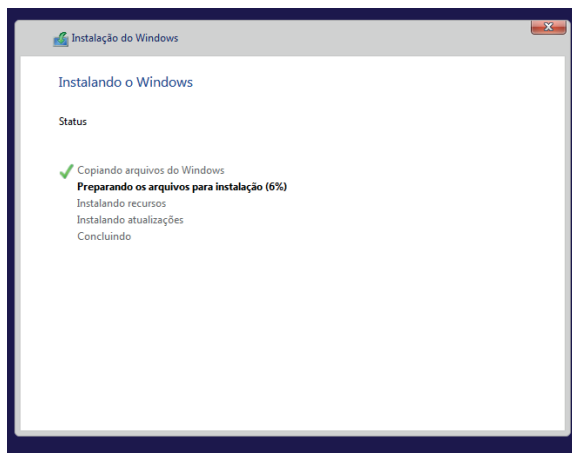 Instalação do Windows
Instalando o Windows
Status
Copiando arquivos do Windows
Preparando os arquivos para instalação (6%)
Instalando recursos
Instalando atualizações
Concluindo